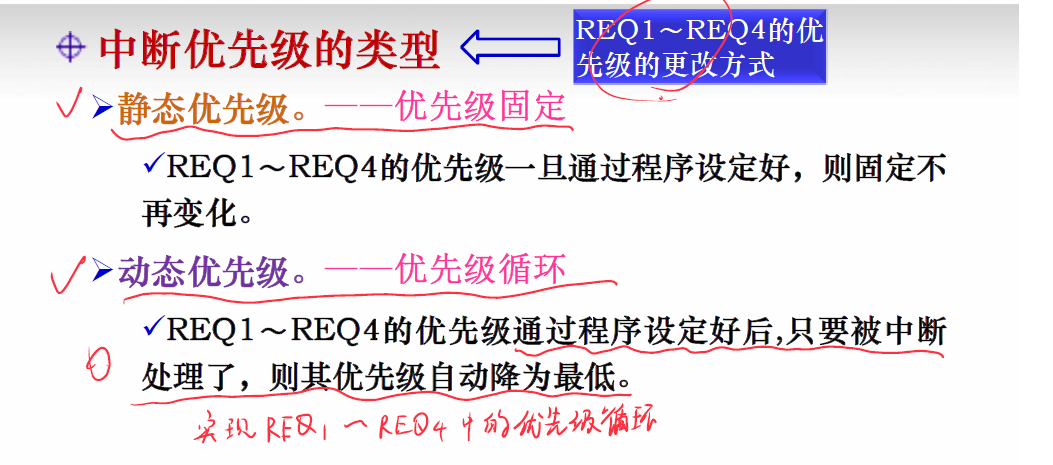 中断优先级的类型
REQ1～REQ4的优
先级的更改方式
静态优先级。——优先级固定
REQ1～REQ4的优先级一旦通过程序设定好，则固定不
再变化。
动态优先级。——优先级循环
REQ1～REQ4的优先级通过程序设定好后,只要被中断
处理了，则其优先级自动降为最低。
实现REQ1～REQ4中的优先级循环